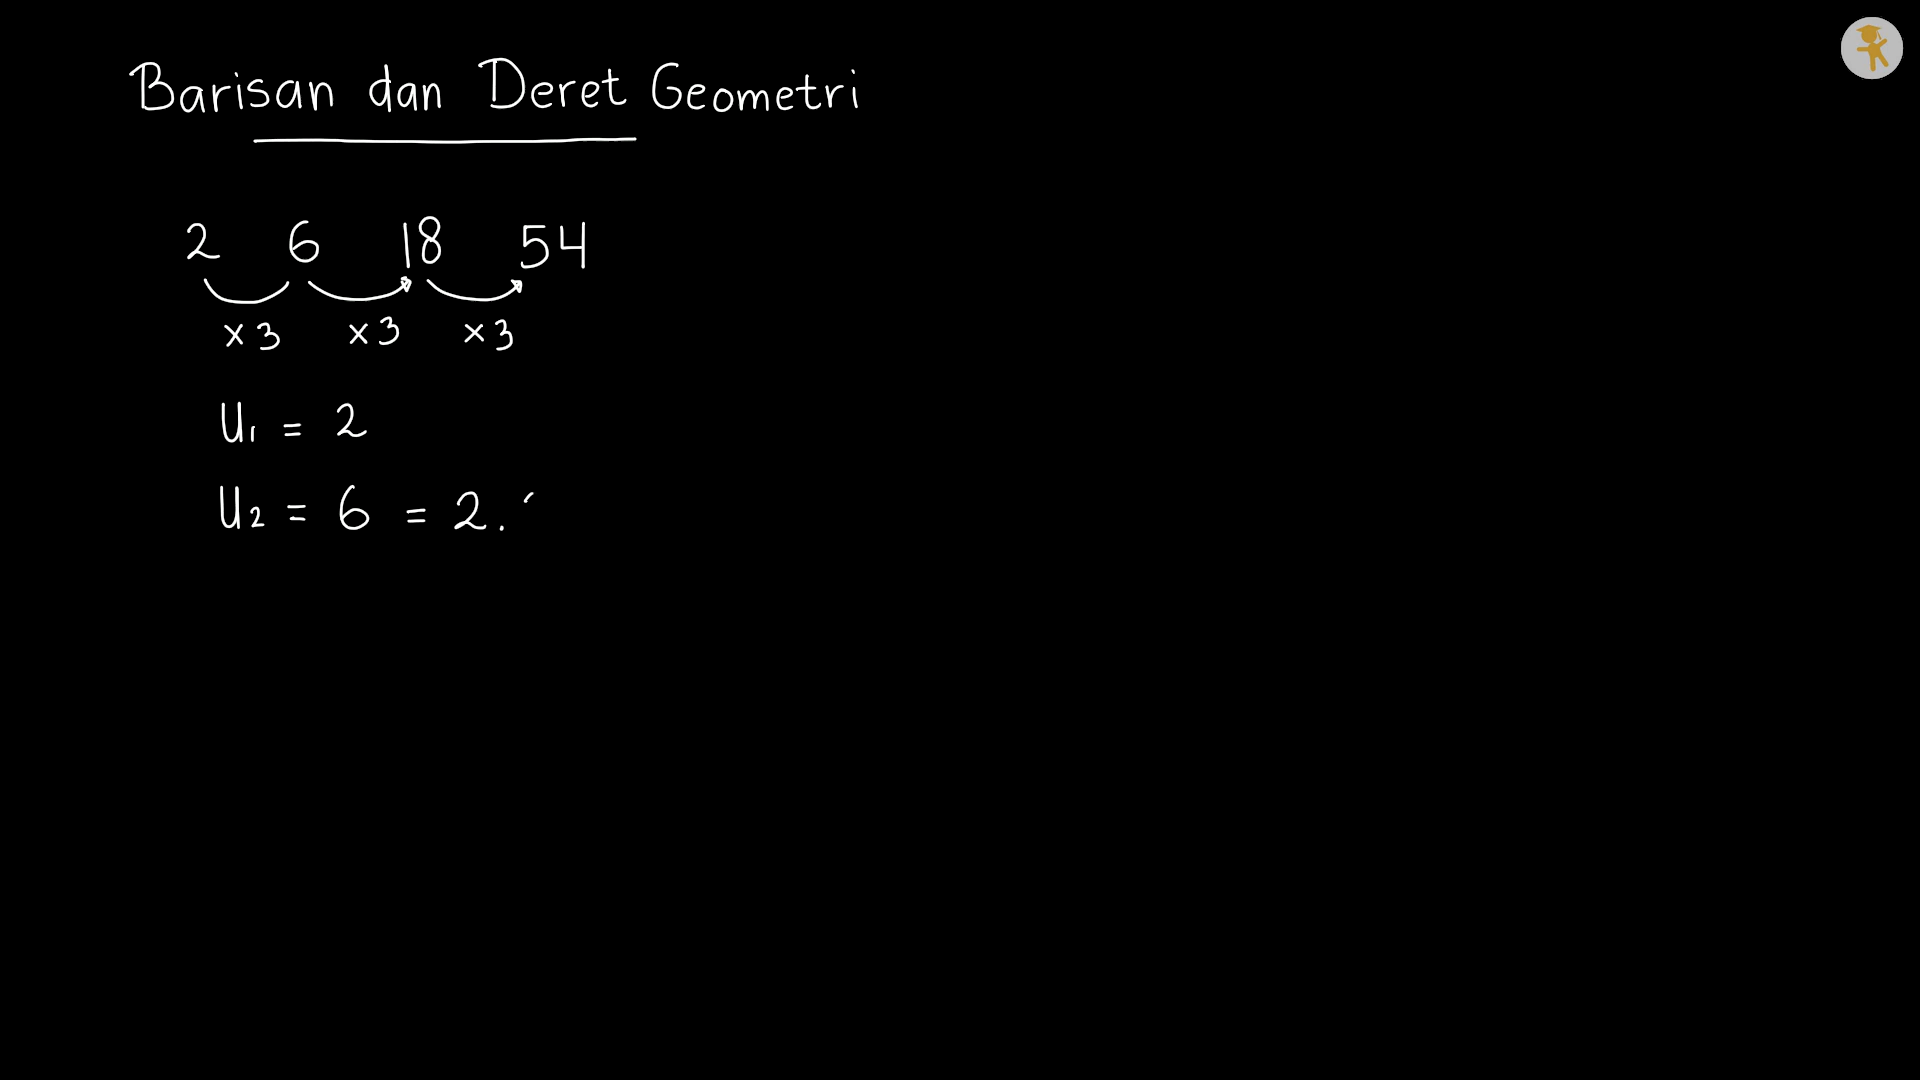 Barisan dan Deret Geometri
2 6 18 54
x 3 x 3 x 3
U₁ = 2
U₂ = 6 = 2 .